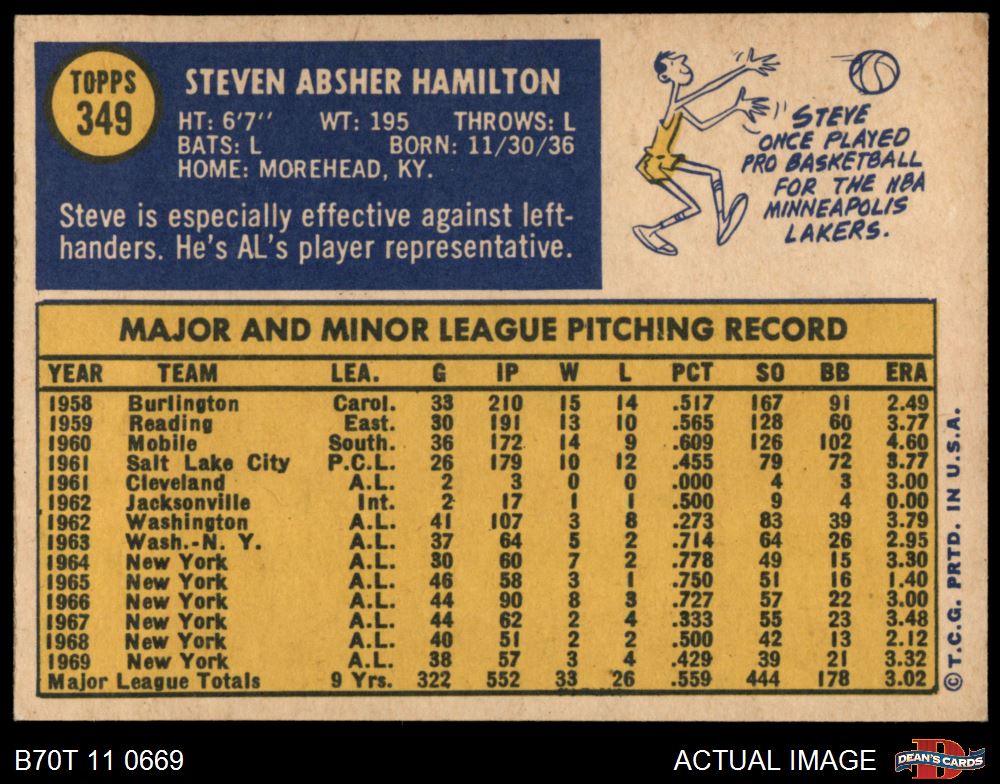 TOPPS
349
STEVEN ABSHER HAMILTON
HT: 6'7" WT: 195 THROWS: L
BATS: L BORN: 11/30/36
HOME: MOREHEAD, KY.
Steve is especially effective against left-
handers. He's AL's player representative.
STEVE
ONCE PLAYED
PRO BASKETBALL
FOR THE NBA
MINNEAPOLIS
LAKERS.
MAJOR AND MINOR LEAGUE PITCHING RECORD
YEAR TEAM LEA. G IP W L PCT SO BB ERA
1958 Burlington Carol. 33 210 15 14 .517 167 91 2.49
1959 Reading East. 30 191 13 10 .565 128 60 3.77
1960 Mobile South. 36 172 14 9 .609 126 102 4.60
1961 Salt Lake City P.C.L. 26 179 10 12 .455 79 72 3.77
1961 Cleveland A.L. 2 3 0 0 .000 4 3 3.00
1962 Jacksonville Int. 2 17 1 1 .500 9 4 0.00
1962 Washington A.L. 41 107 3 8 .273 83 39 3.79
1963 Wash.-N. Y. A.L. 37 64 5 2 .714 64 26 2.95
1964 New York A.L. 30 60 7 2 .778 49 15 3.30
1965 New York A.L. 46 58 3 1 .750 51 16 1.40
1966 New York A.L. 44 90 8 3 .727 57 22 3.00
1967 New York A.L. 44 62 2 4 .333 55 23 3.48
1968 New York A.L. 40 51 2 2 .500 42 13 2.12
1969 New York A.L. 38 57 3 4 .429 39 21 3.32
Major League Totals 9 Yrs. 322 552 33 26 .559 444 178 3.02
© T.C.G. PRTD. IN U.S.A.
B70T 11 0669
ACTUAL IMAGE
DEAN'S CARDS